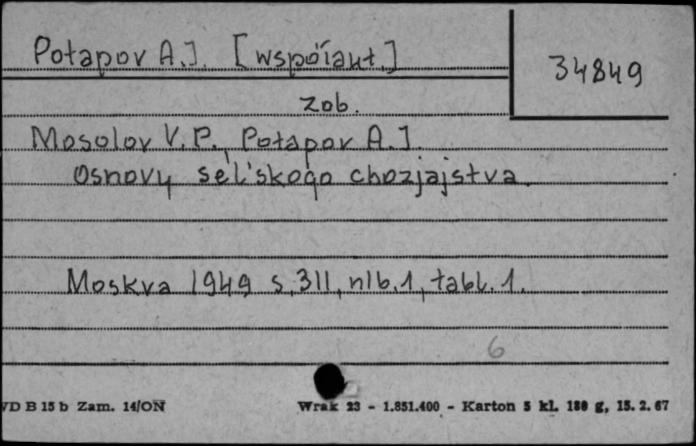 Potapov A.J. [współaut.]
34849
zob.
Mosolov V.P., Potapov A.J.
Osnovy sel'skogo chozjajstva.
Moskva 1949 s. 311, nlb. 1, tabl. 1.
6
VD B 15 b Zam. 14/ON Wrak 23 - 1.851.400 - Karton 5 kl. 180 g, 15. 2. 67